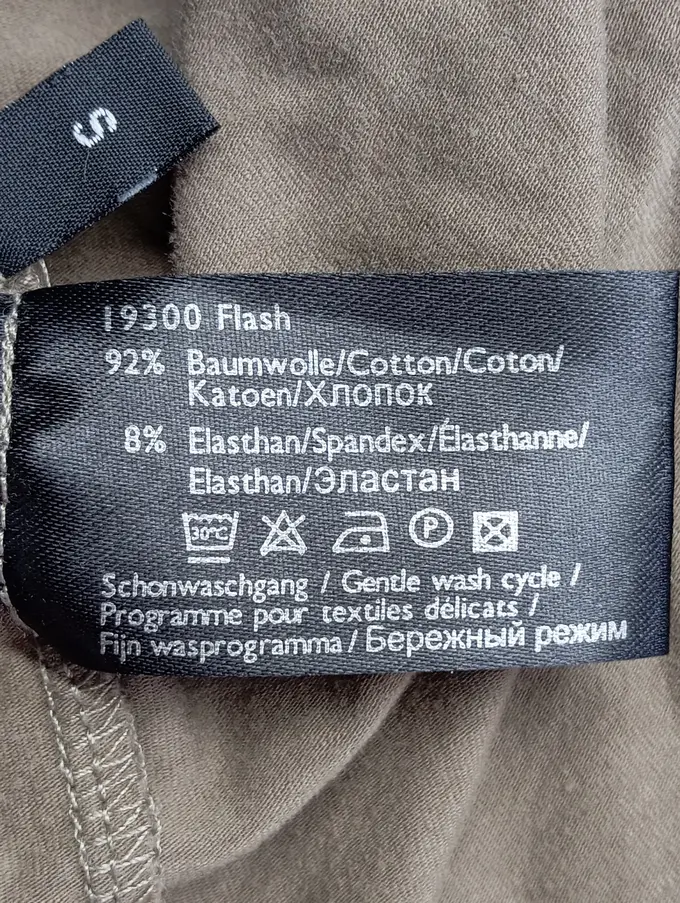 S
19300 Flash
92% Baumwolle/Cotton/Coton/
Katoen/Хлопок
8% Elasthan/Spandex/Élasthanne/
Elasthan/Эластан
30°C P
Schonwaschgang / Gentle wash cycle /
Programme pour textiles délicats /
Fijn wasprogramma/Бережный режим